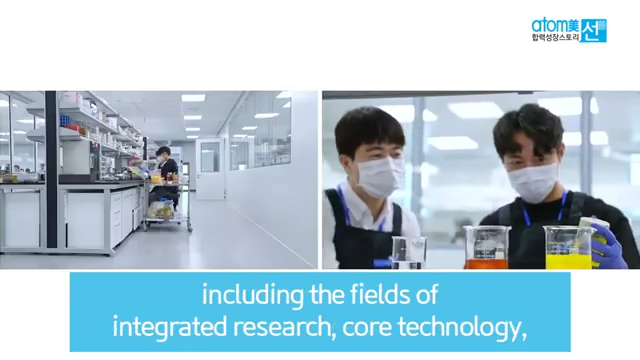 atom美
합력성장스토리
선
including the fields of
integrated research, core technology,